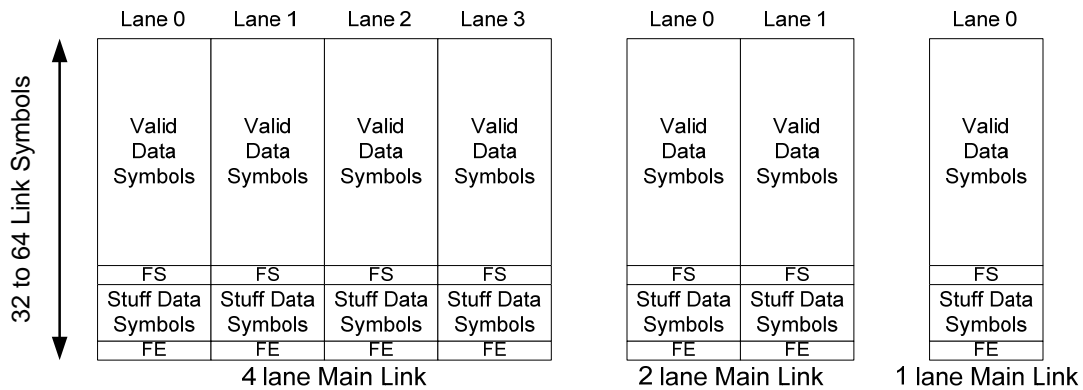 Lane 0 Lane 1 Lane 2 Lane 3 Lane 0 Lane 1 Lane 0
32 to 64 Link Symbols
Valid Valid Valid Valid Valid Valid Valid
Data Data Data Data Data Data Data
Symbols Symbols Symbols Symbols Symbols Symbols Symbols
FS FS FS FS FS FS FS
Stuff Data Stuff Data Stuff Data Stuff Data Stuff Data Stuff Data Stuff Data
Symbols Symbols Symbols Symbols Symbols Symbols Symbols
FE FE FE FE FE FE FE
4 lane Main Link 2 lane Main Link 1 lane Main Link